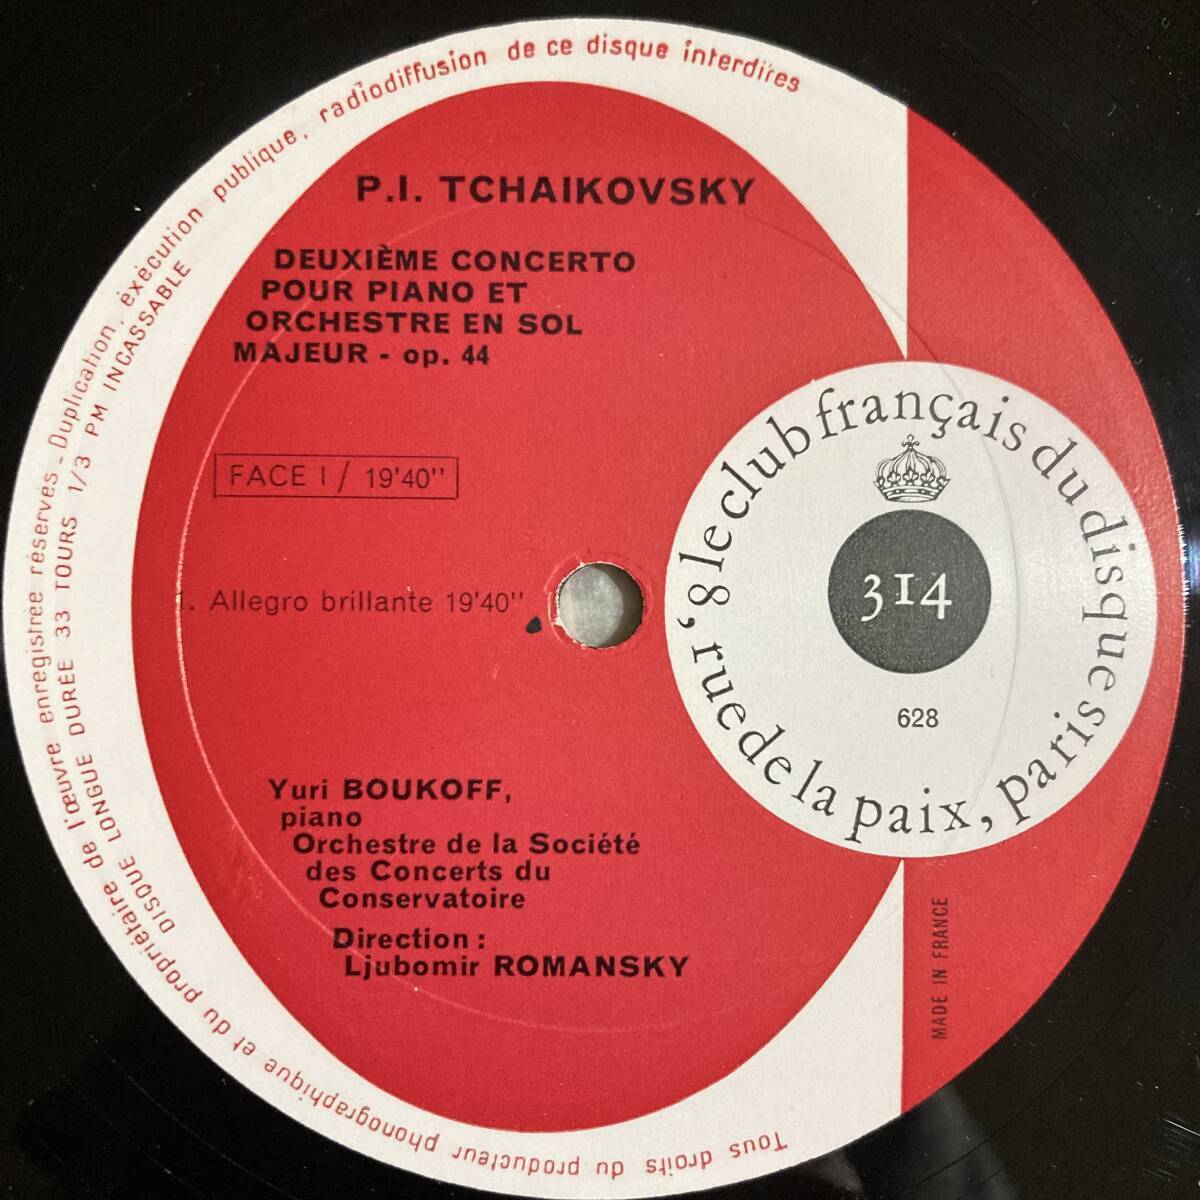 Tous droits du producteur phonographique et du propriétaire de l'œuvre enregistrée réservés - Duplication, éxécution publique, radiodiffusion de ce disque interdites
DISQUE LONGUE DURÉE 33 TOURS 1/3 PM INCASSABLE
P.I. TCHAIKOVSKY
DEUXIÈME CONCERTO
POUR PIANO ET
ORCHESTRE EN SOL
MAJEUR - op. 44
FACE I / 19'40''
1. Allegro brillante 19'40''
le club français du disque
314
628
8, rue de la paix, paris
Yuri BOUKOFF,
piano
Orchestre de la Société
des Concerts du
Conservatoire
Direction :
Ljubomir ROMANSKY
MADE IN FRANCE